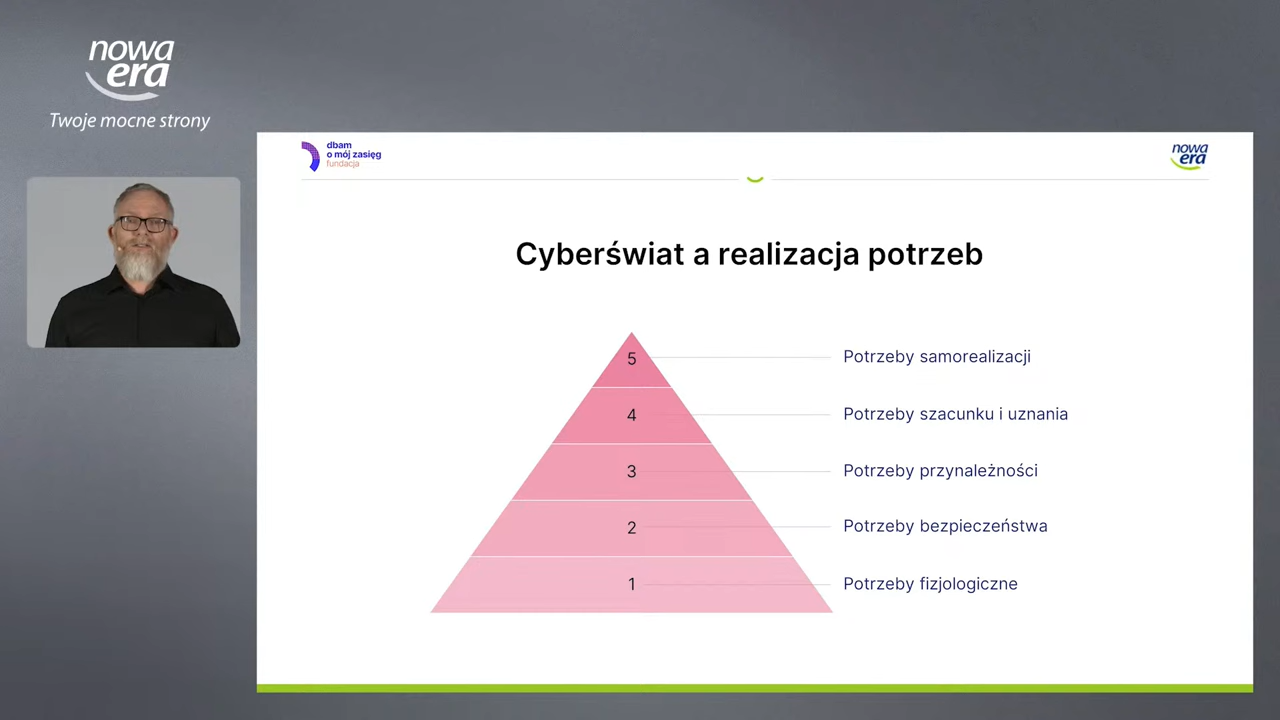 nowa
era
Twoje mocne strony
dbam
o mój zasięg
fundacja
nowa
era
Cyberświat a realizacja potrzeb
5
Potrzeby samorealizacji
4
Potrzeby szacunku i uznania
3
Potrzeby przynależności
2
Potrzeby bezpieczeństwa
1
Potrzeby fizjologiczne